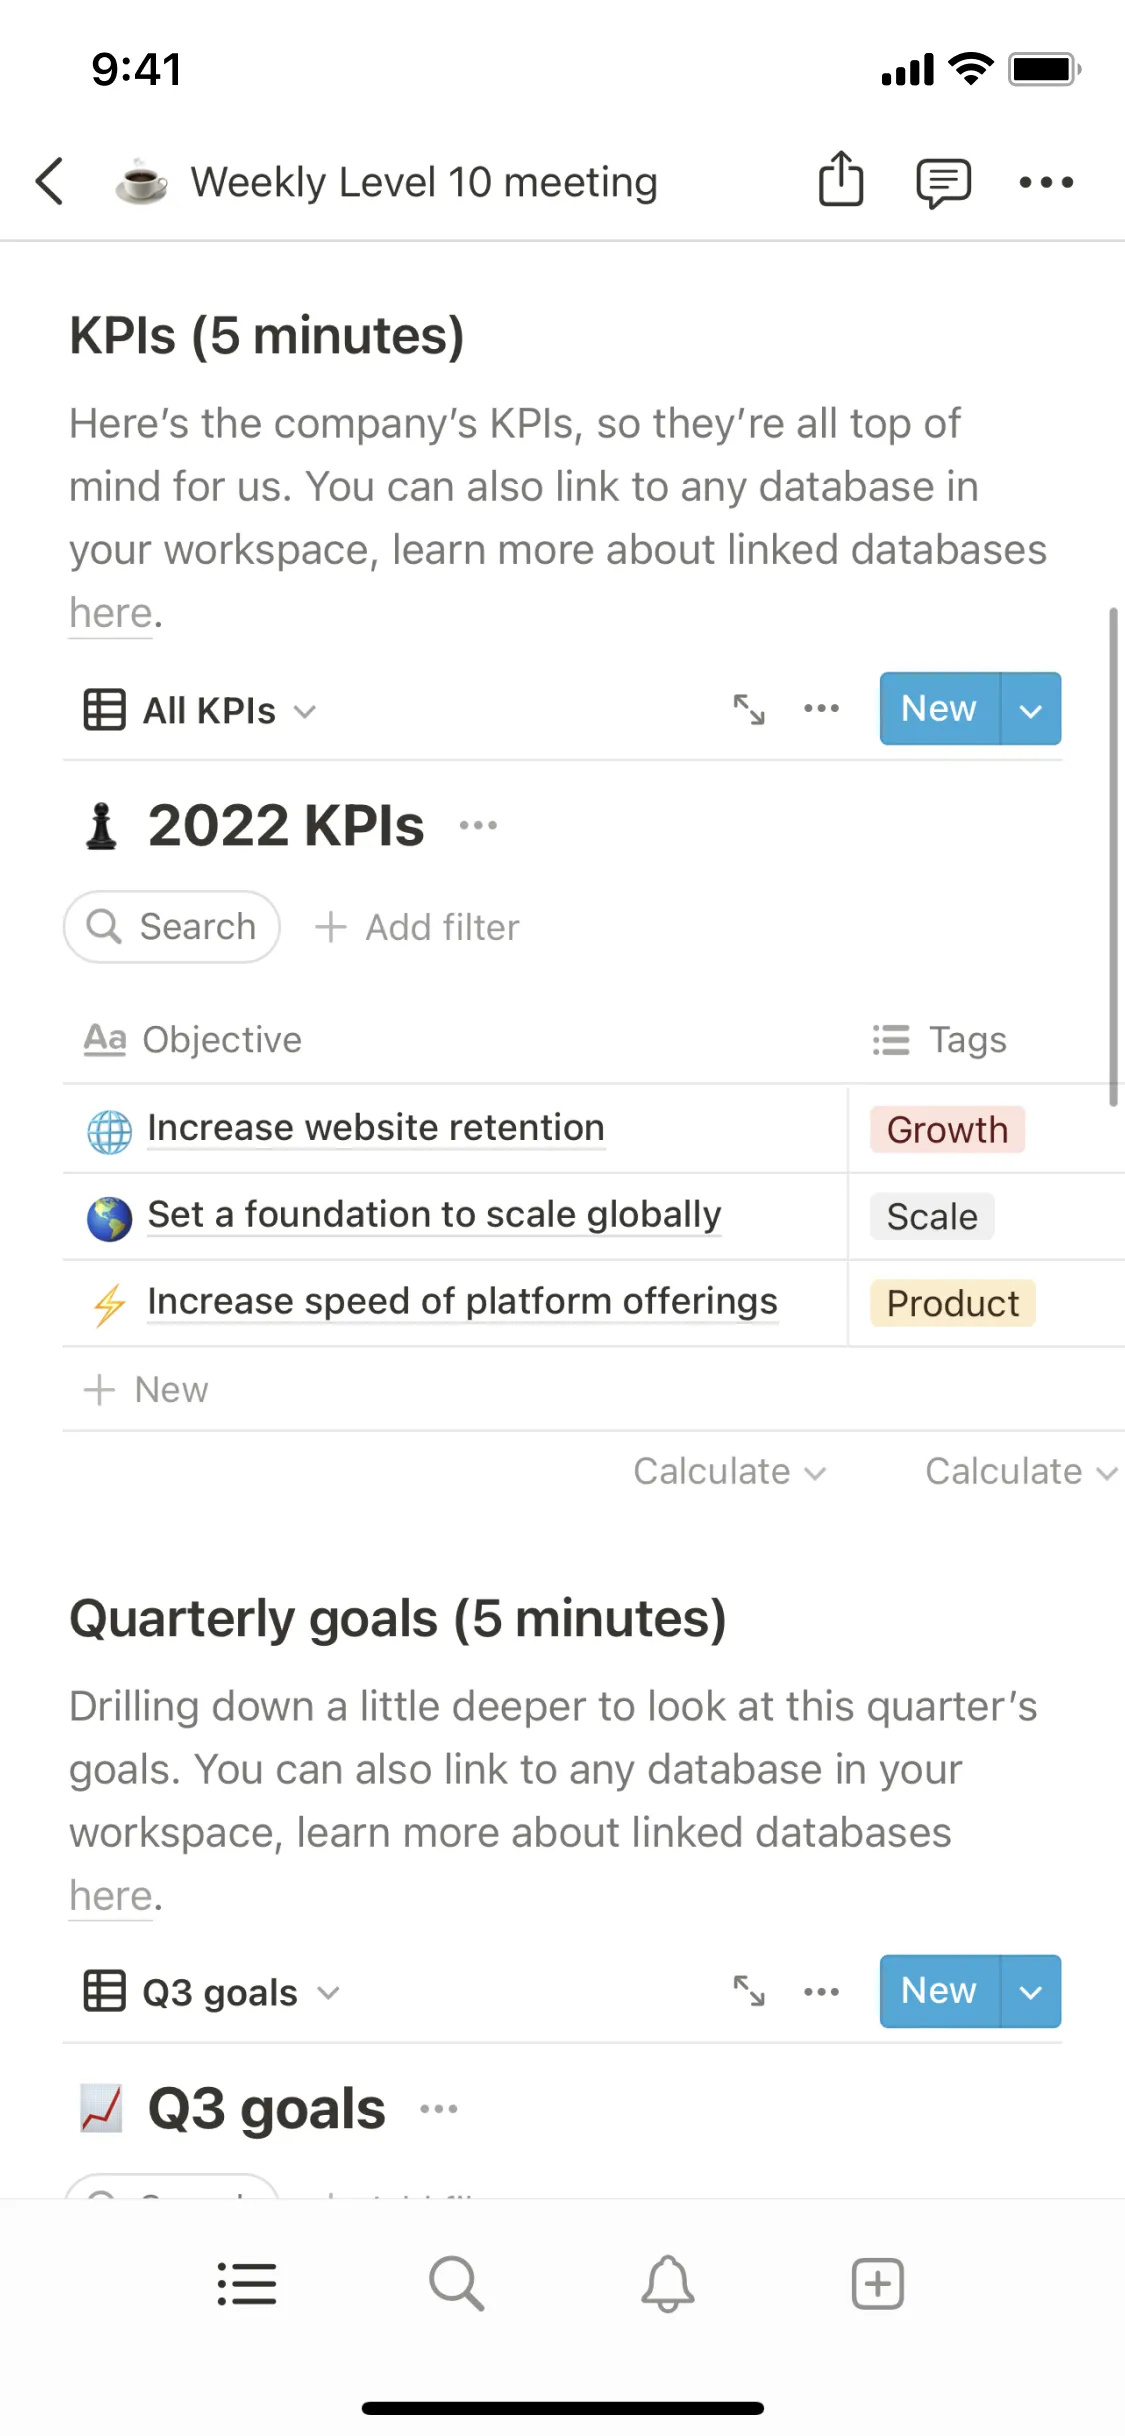 9:41
Weekly Level 10 meeting
KPIs (5 minutes)
Here’s the company’s KPIs, so they’re all top of
mind for us. You can also link to any database in
your workspace, learn more about linked databases
here.
All KPIs
New
2022 KPIs
Search
Add filter
Aa Objective
Tags
Increase website retention
Growth
Set a foundation to scale globally
Scale
Increase speed of platform offerings
Product
New
Calculate
Calculate
Quarterly goals (5 minutes)
Drilling down a little deeper to look at this quarter’s
goals. You can also link to any database in your
workspace, learn more about linked databases
here.
Q3 goals
New
Q3 goals